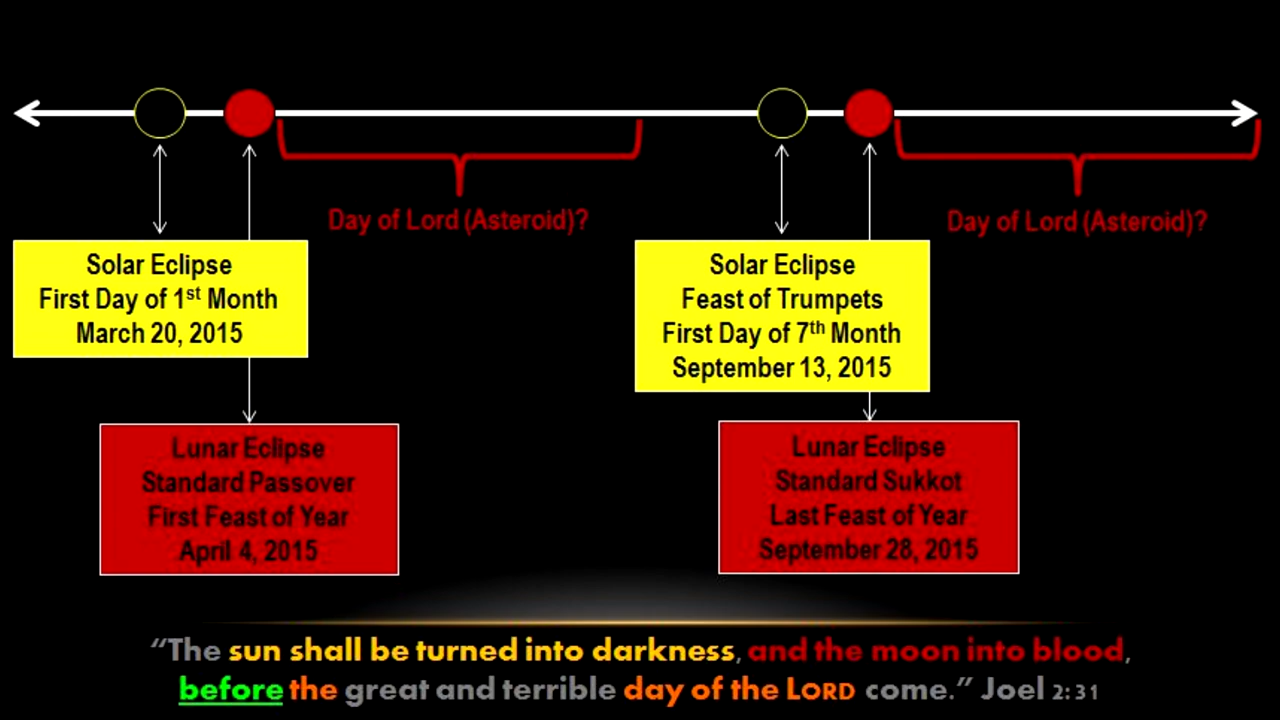 Day of Lord (Asteroid)?
Day of Lord (Asteroid)?
Solar Eclipse
First Day of 1st Month
March 20, 2015
Solar Eclipse
Feast of Trumpets
First Day of 7th Month
September 13, 2015
Lunar Eclipse
Standard Passover
First Feast of Year
April 4, 2015
Lunar Eclipse
Standard Sukkot
Last Feast of Year
September 28, 2015
“The sun shall be turned into darkness, and the moon into blood,
before the great and terrible day of the LORD come.” Joel 2:31